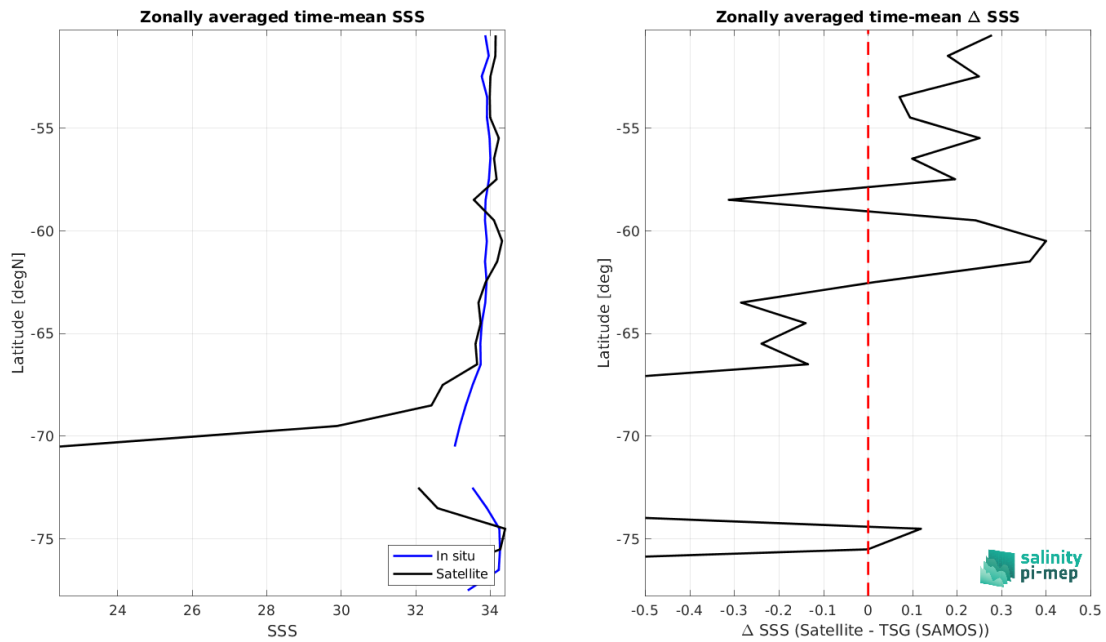 Zonally averaged time-mean SSS
-55
-60
-65
-70
-75
24
26
28
30
32
34
Latitude [degN]
SSS
In situ
Satellite
Zonally averaged time-mean Δ SSS
-55
-60
-65
-70
-75
-0.5
-0.4
-0.3
-0.2
-0.1
0
0.1
0.2
0.3
0.4
0.5
Latitude [deg]
Δ SSS (Satellite - TSG (SAMOS))
salinity
pi-mep